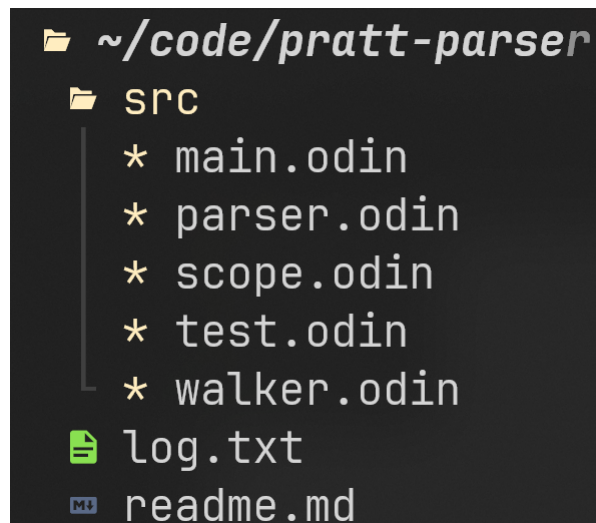 ~/code/pratt-parser
src
* main.odin
* parser.odin
* scope.odin
* test.odin
* walker.odin
log.txt
M↓ readme.md